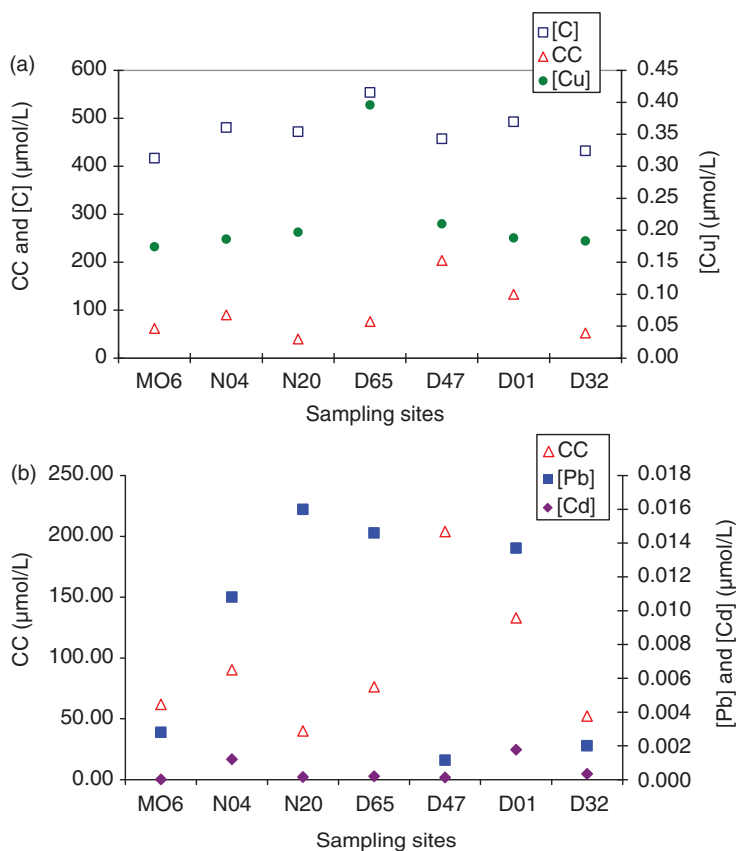 (a)
[C]
CC
[Cu]
CC and [C] (µmol/L)
600
500
400
300
200
100
0
[Cu] (µmol/L)
0.45
0.40
0.35
0.30
0.25
0.20
0.15
0.10
0.05
0.00
MO6 N04 N20 D65 D47 D01 D32
Sampling sites
(b)
CC
[Pb]
[Cd]
CC (µmol/L)
250.00
200.00
150.00
100.00
50.00
0.00
[Pb] and [Cd] (µmol/L)
0.018
0.016
0.014
0.012
0.010
0.008
0.006
0.004
0.002
0.000
MO6 N04 N20 D65 D47 D01 D32
Sampling sites